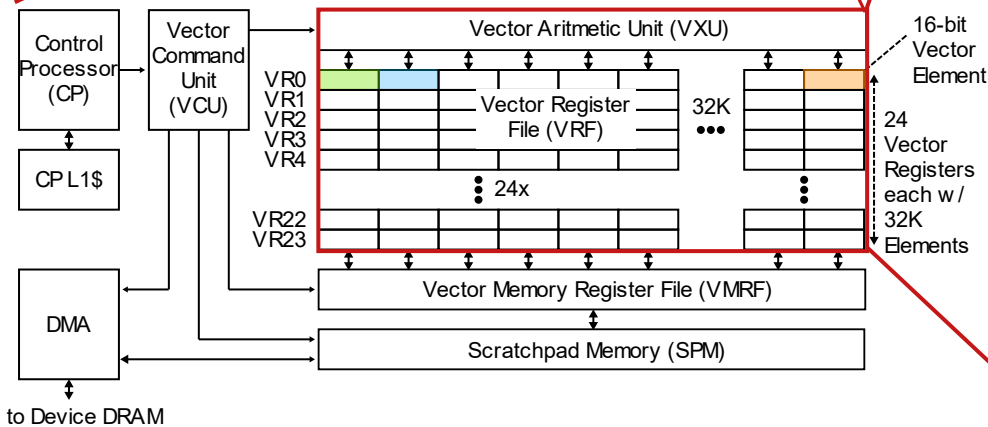 Control
Processor
(CP)
CP L1$
Vector
Command
Unit
(VCU)
Vector Aritmetic Unit (VXU)
VR0
VR1
VR2
VR3
VR4
VR22
VR23
Vector Register
File (VRF)
32K
24x
16-bit
Vector
Element
24
Vector
Registers
each w/
32K
Elements
Vector Memory Register File (VMRF)
DMA
Scratchpad Memory (SPM)
to Device DRAM